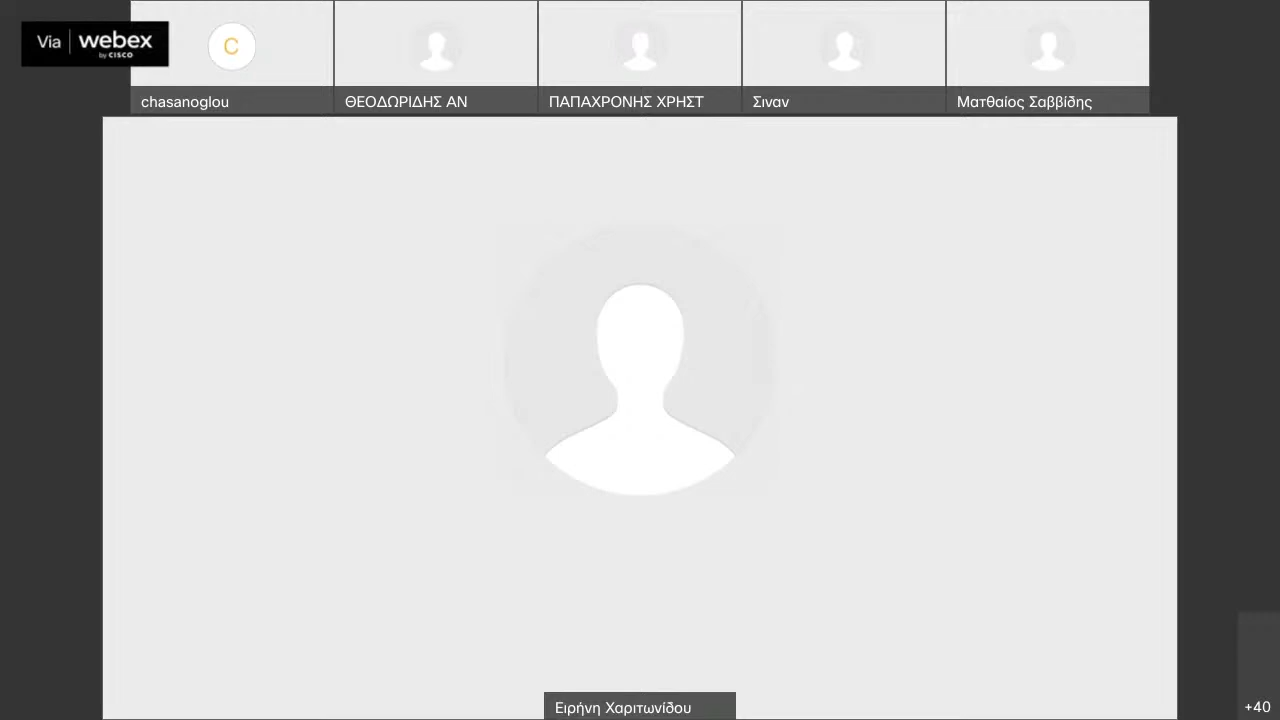 Via webex
by CISCO
C
chasanoglou
ΘΕΟΔΩΡΙΔΗΣ ΑΝ
ΠΑΠΑΧΡΟΝΗΣ ΧΡΗΣΤ
Σιναν
Ματθαίος Σαββίδης
Ειρήνη Χαριτωνίδου
+40